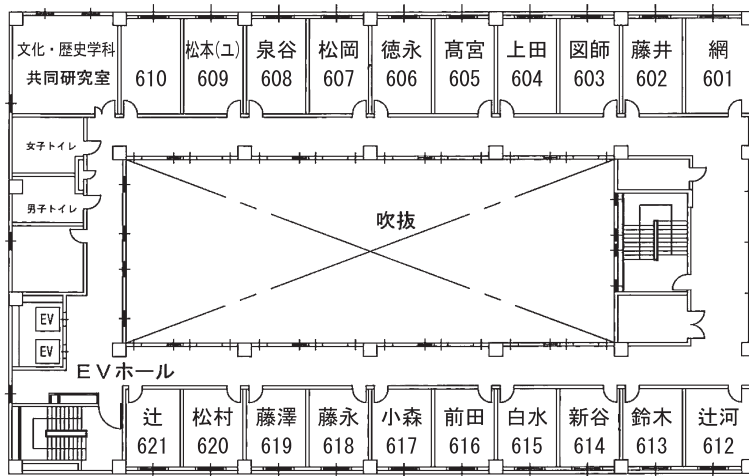 文化・歴史学科
共同研究室
610
松本(ユ)
609
泉谷
608
松岡
607
徳永
606
髙宮
605
上田
604
図師
603
藤井
602
網
601
女子トイレ
男子トイレ
吹抜
EV
EV
EVホール
辻
621
松村
620
藤澤
619
藤永
618
小森
617
前田
616
白水
615
新谷
614
鈴木
613
辻河
612